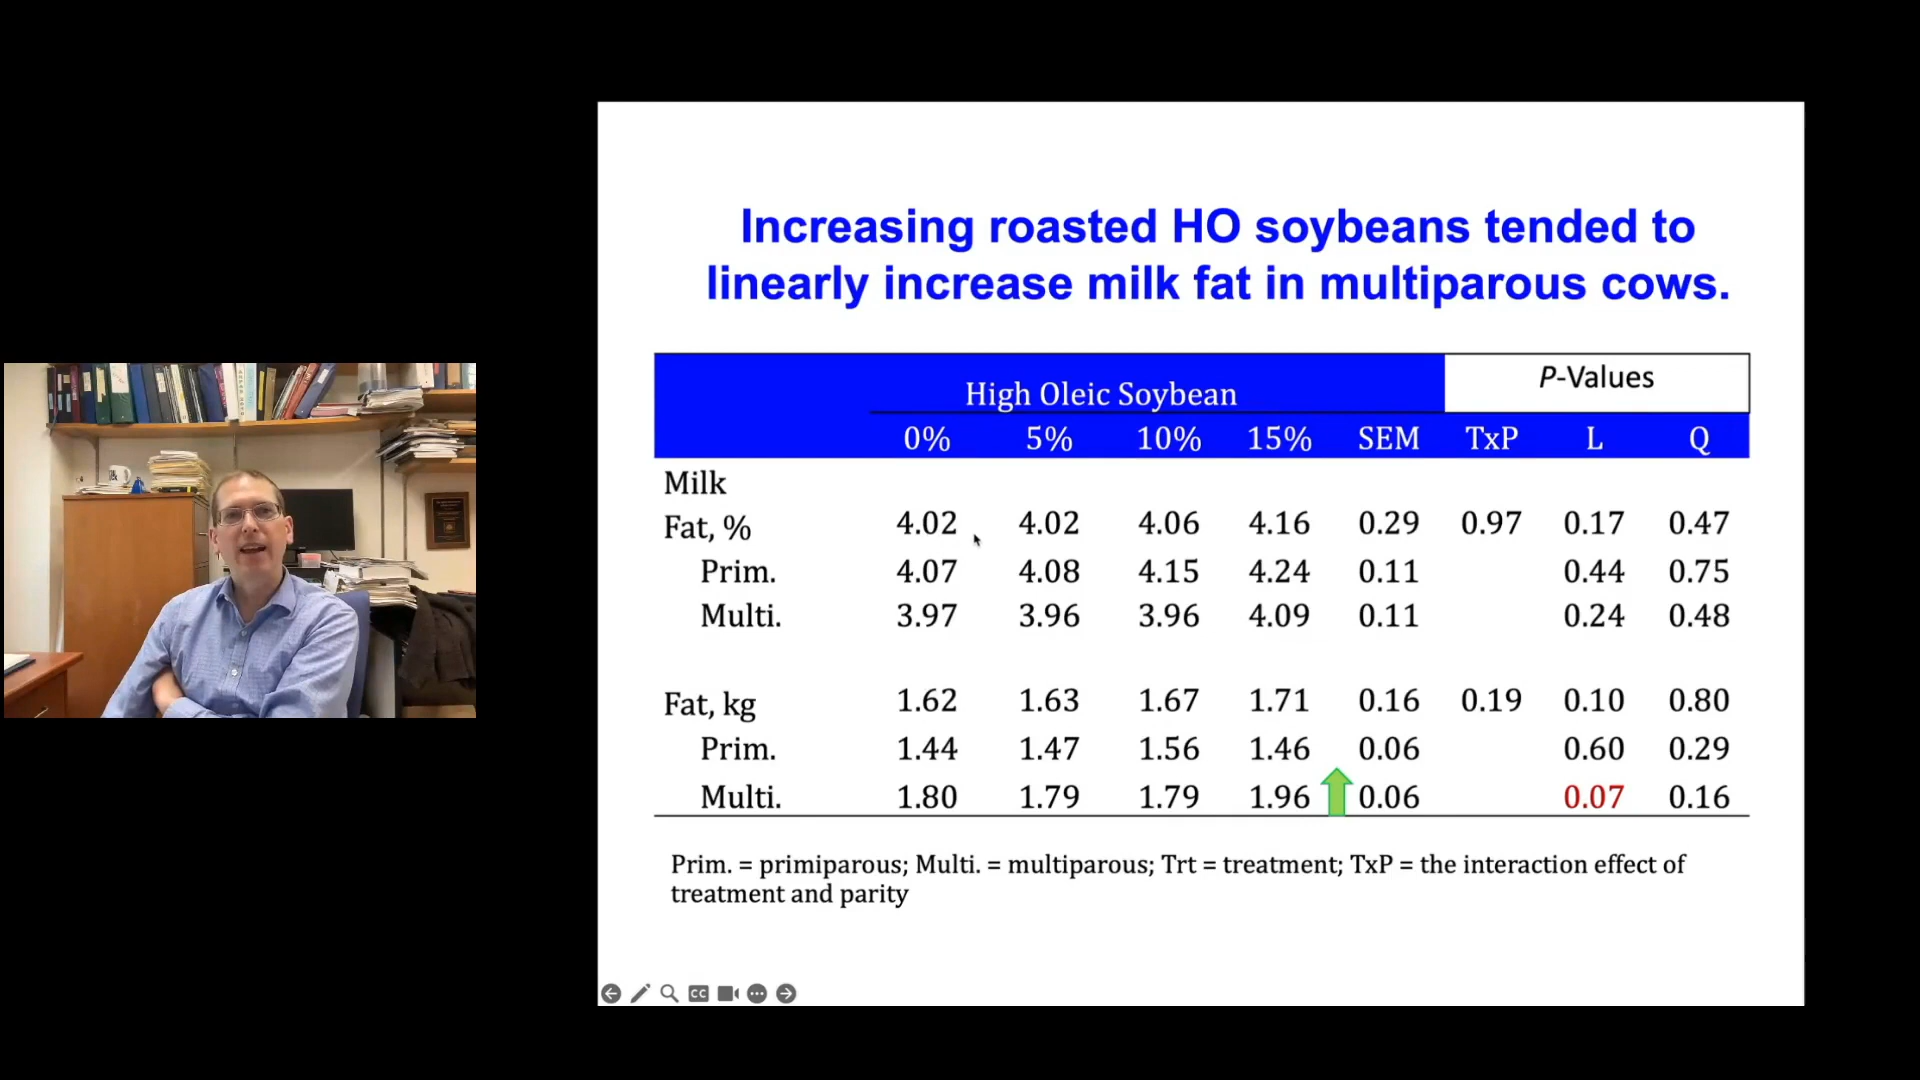 Increasing roasted HO soybeans tended to
linearly increase milk fat in multiparous cows.
High Oleic Soybean P-Values
0% 5% 10% 15% SEM TxP L Q
Milk
Fat, % 4.02 4.02 4.06 4.16 0.29 0.97 0.17 0.47
Prim. 4.07 4.08 4.15 4.24 0.11 0.44 0.75
Multi. 3.97 3.96 3.96 4.09 0.11 0.24 0.48
Fat, kg 1.62 1.63 1.67 1.71 0.16 0.19 0.10 0.80
Prim. 1.44 1.47 1.56 1.46 0.06 0.60 0.29
Multi. 1.80 1.79 1.79 1.96 0.06 0.07 0.16
Prim. = primiparous; Multi. = multiparous; Trt = treatment; TxP = the interaction effect of
treatment and parity
CC